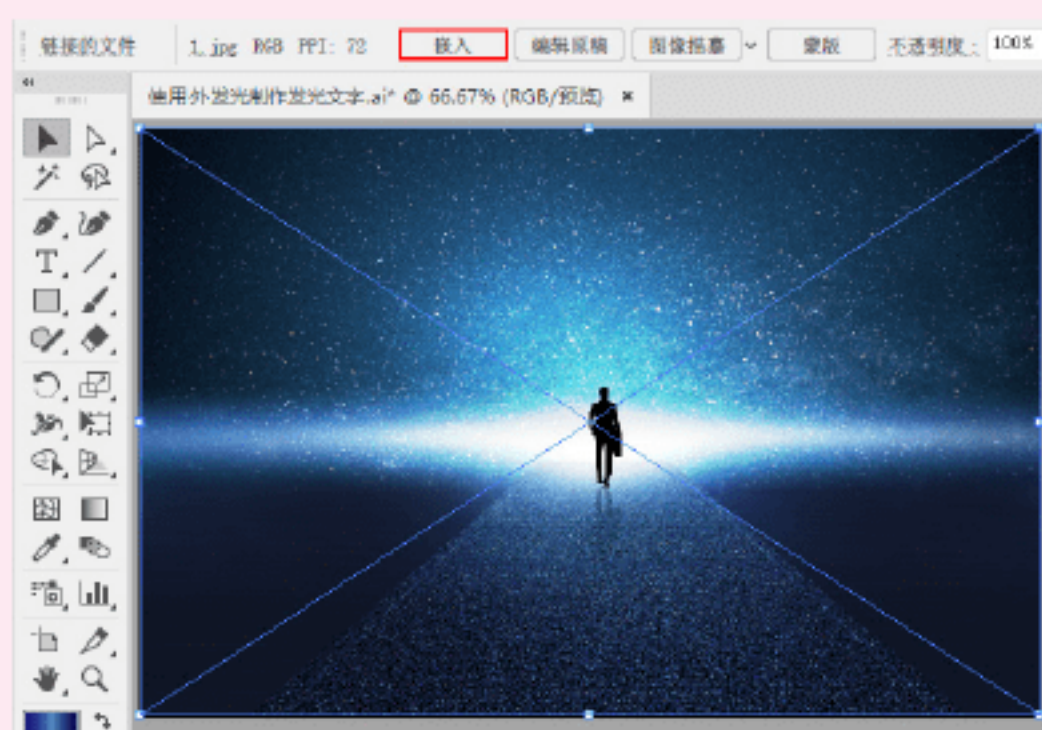 链接的文件 1.jpg RGB PPI: 72 嵌入 编辑原稿 图像描摹 蒙版 不透明度: 100%
使用外发光制作发光文字.ai* @ 66.67% (RGB/预览) ×